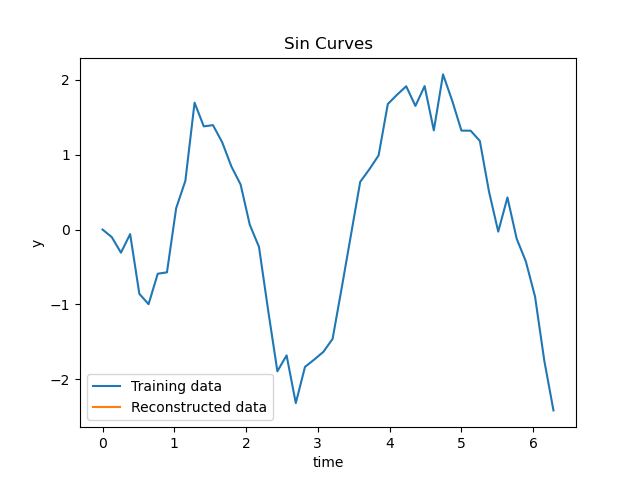 Sin Curves
y
2
1
0
−1
−2
Training data
Reconstructed data
0 1 2 3 4 5 6
time